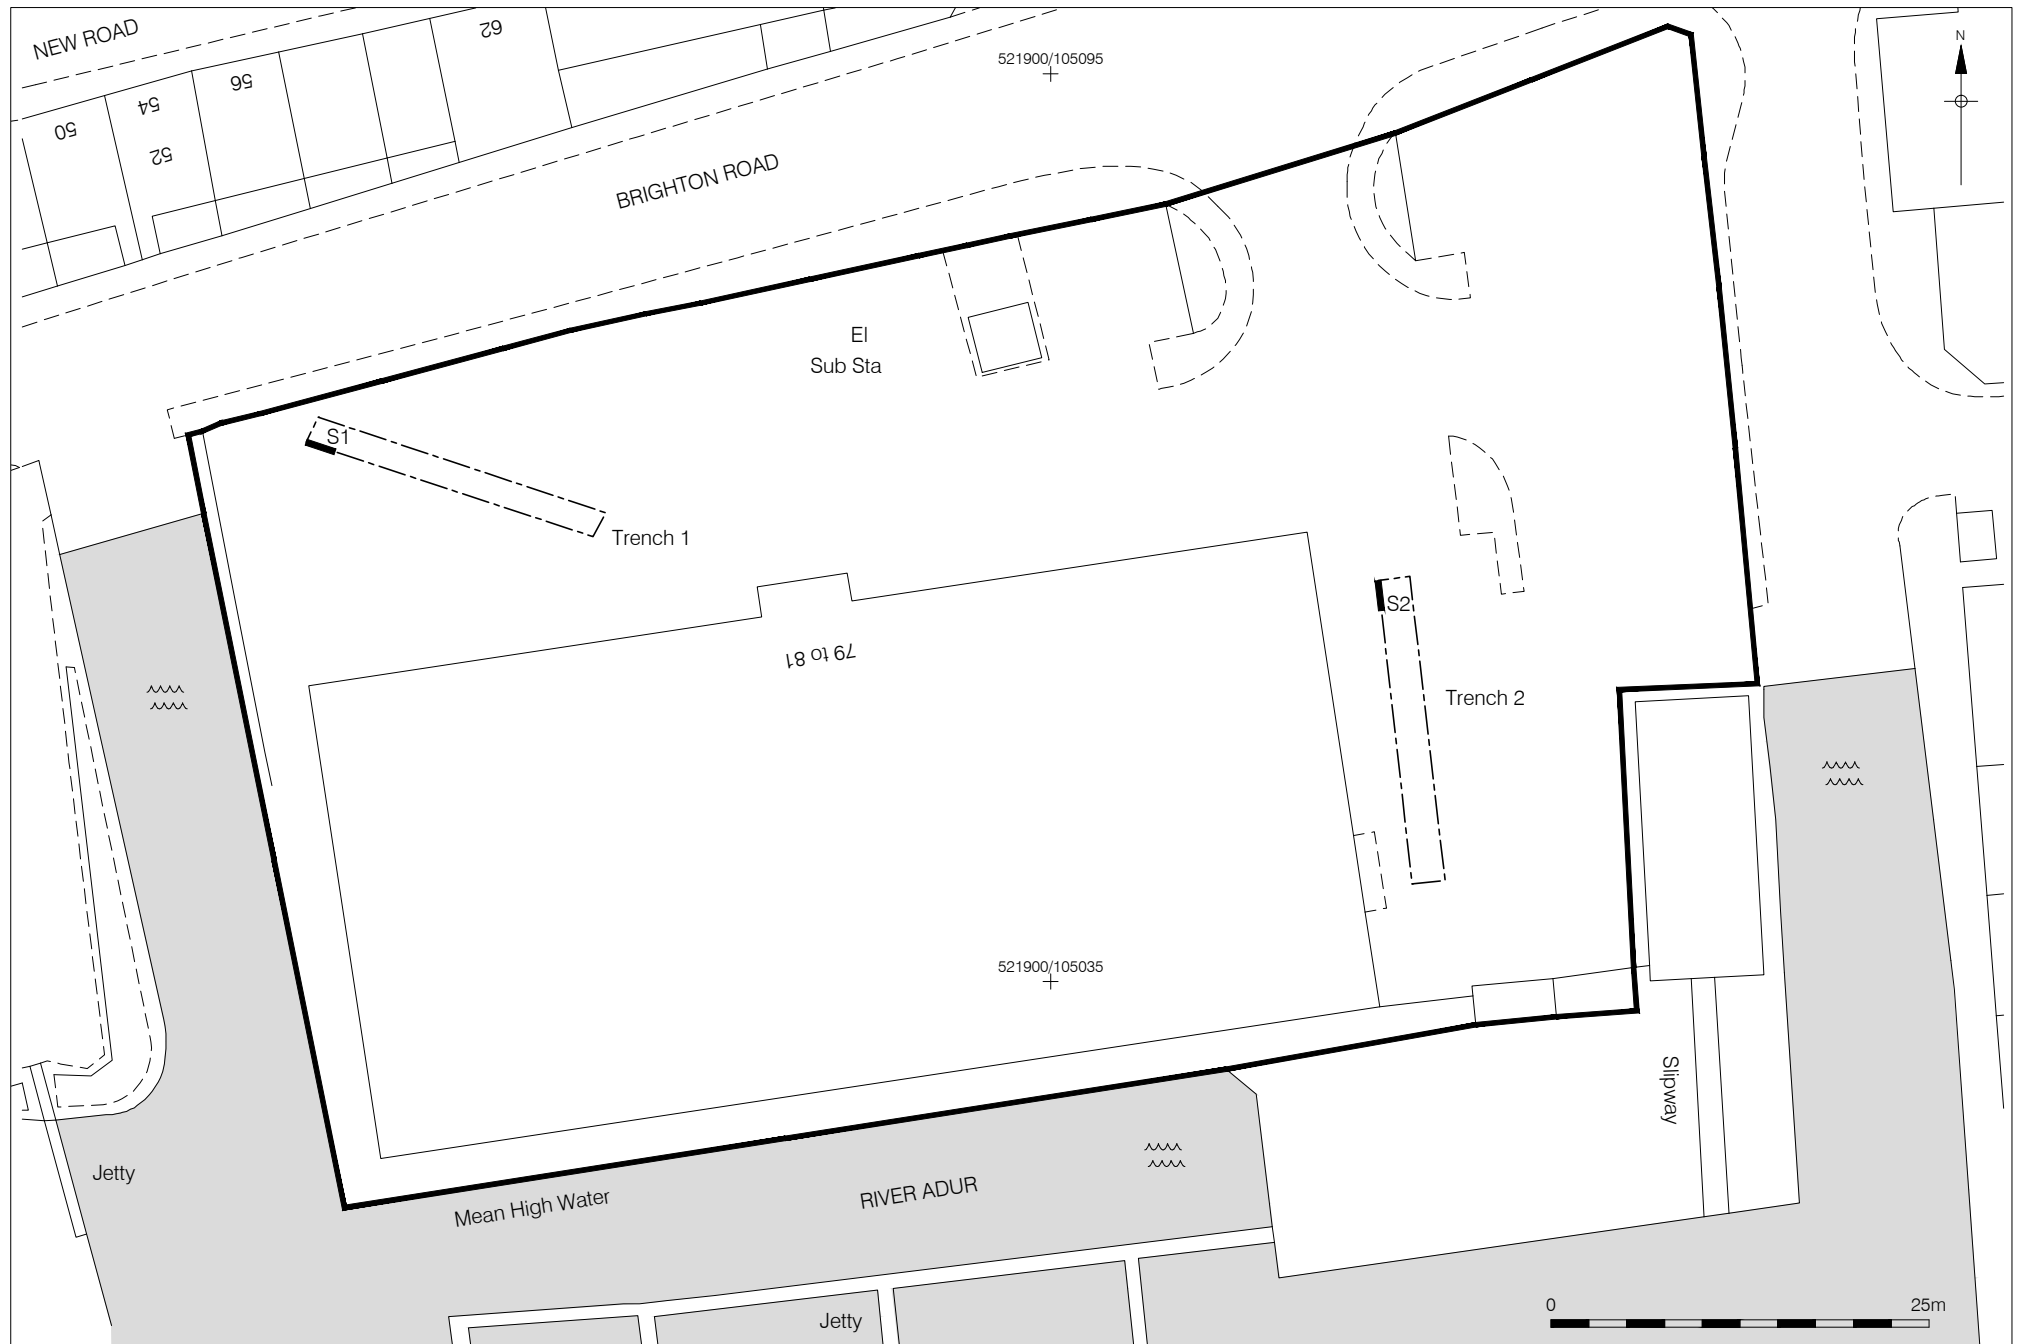 NEW ROAD
62
56
54
50
52
521900/105095
N
BRIGHTON ROAD
El
Sub Sta
S1
Trench 1
S2
79 to 81
Trench 2
521900/105035
Slipway
Jetty
RIVER ADUR
Mean High Water
Jetty
0 25m